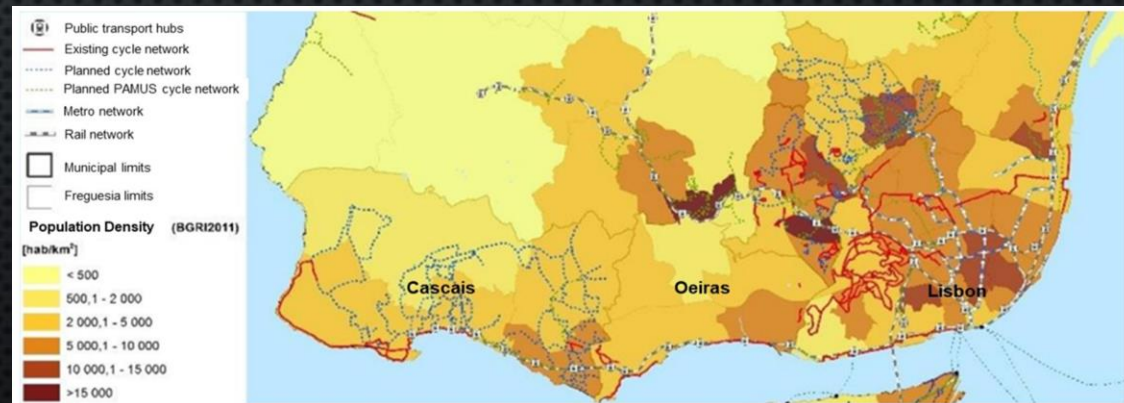 Public transport hubs
Existing cycle network
Planned cycle network
Planned PAMUS cycle network
Metro network
Rail network
Municipal limits
Freguesia limits
Population Density (BGRI2011)
[hab/km²]
< 500
500,1 - 2 000
2 000,1 - 5 000
5 000,1 - 10 000
10 000,1 - 15 000
>15 000
Cascais
Oeiras
Lisbon